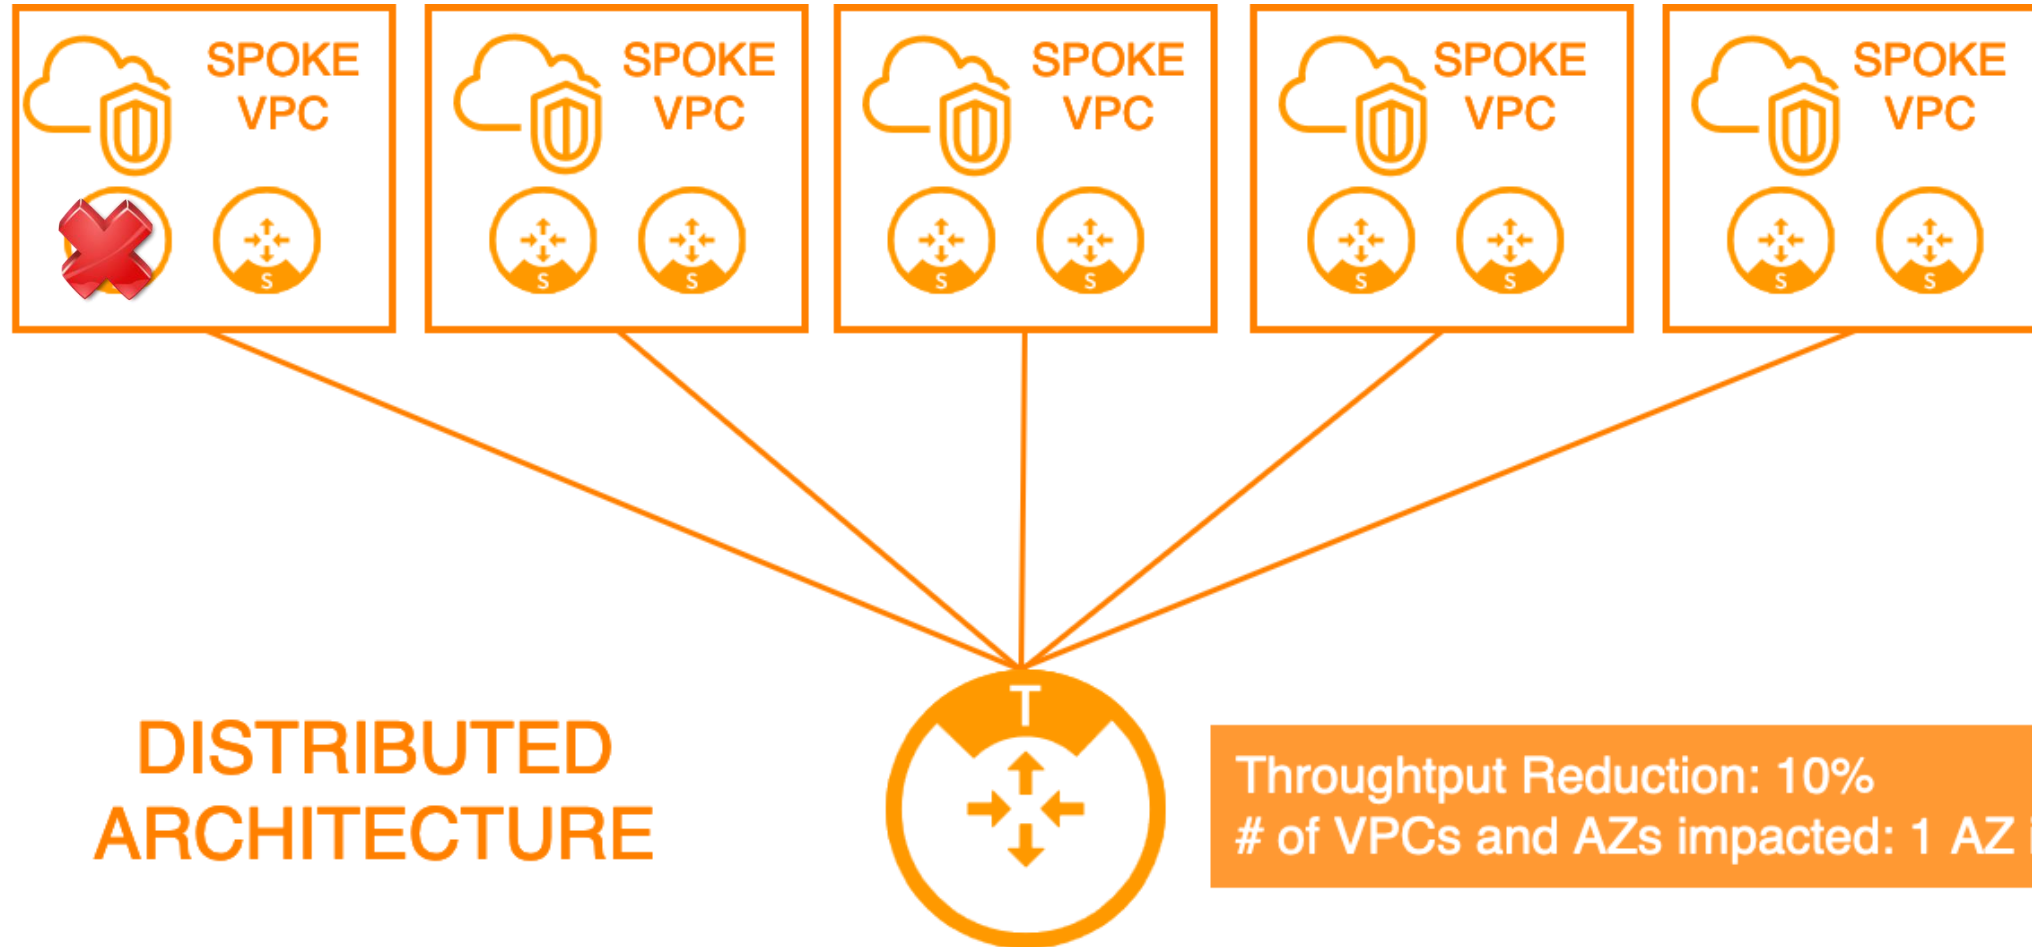 SPOKE
VPC
SPOKE
VPC
SPOKE
VPC
SPOKE
VPC
SPOKE
VPC
S
S
S
S
S
S
S
S
S
T
DISTRIBUTED
ARCHITECTURE
Throughtput Reduction: 10%
# of VPCs and AZs impacted: 1 AZ